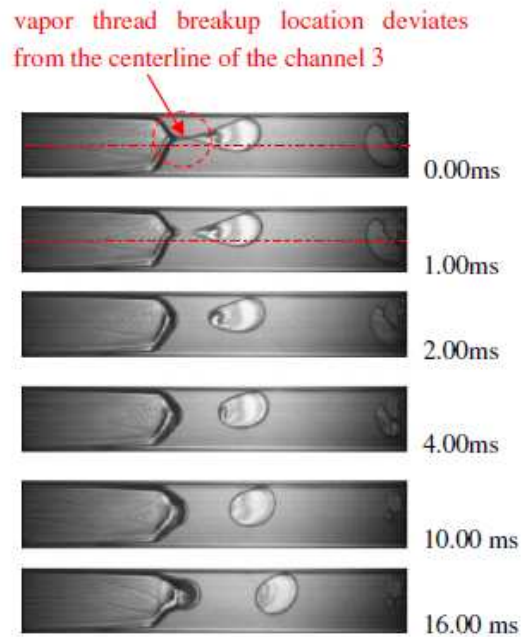 vapor thread breakup location deviates
from the centerline of the channel 3
0.00ms
1.00ms
2.00ms
4.00ms
10.00 ms
16.00 ms